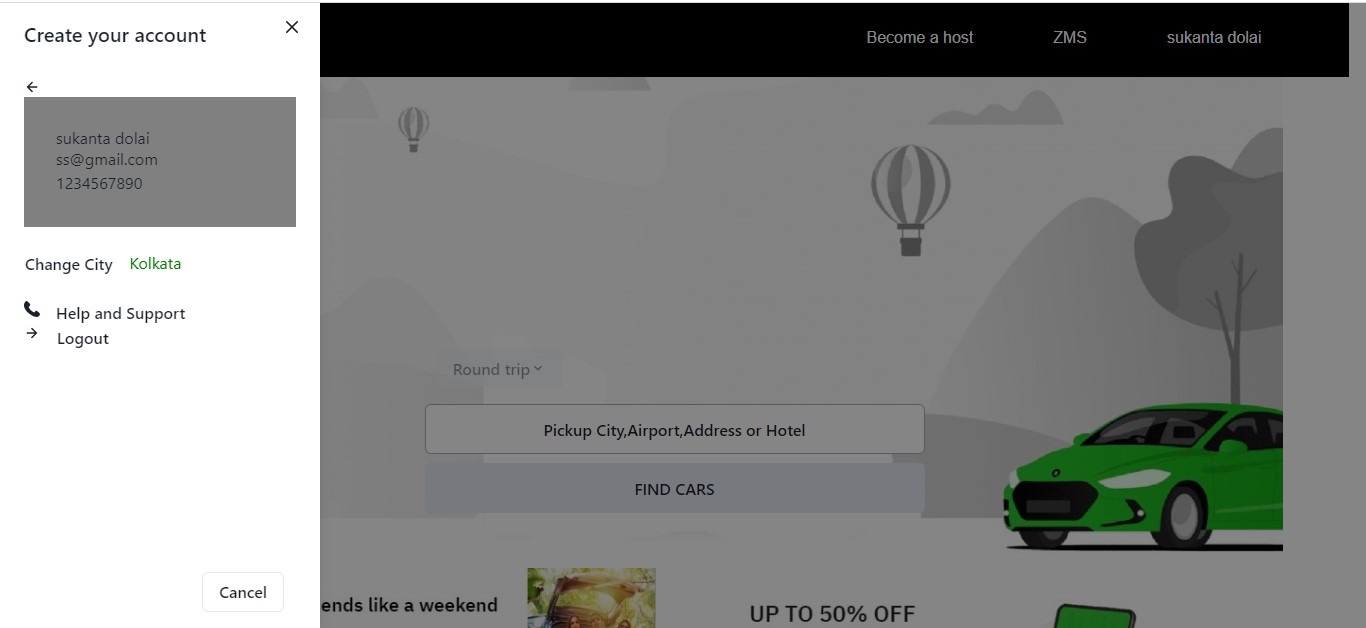 Create your account
sukanta dolai
ss@gmail.com
1234567890
Change City Kolkata
Help and Support
Logout
Cancel
Become a host ZMS sukanta dolai
Round trip
Pickup City,Airport,Address or Hotel
FIND CARS
ends like a weekend
UP TO 50% OFF